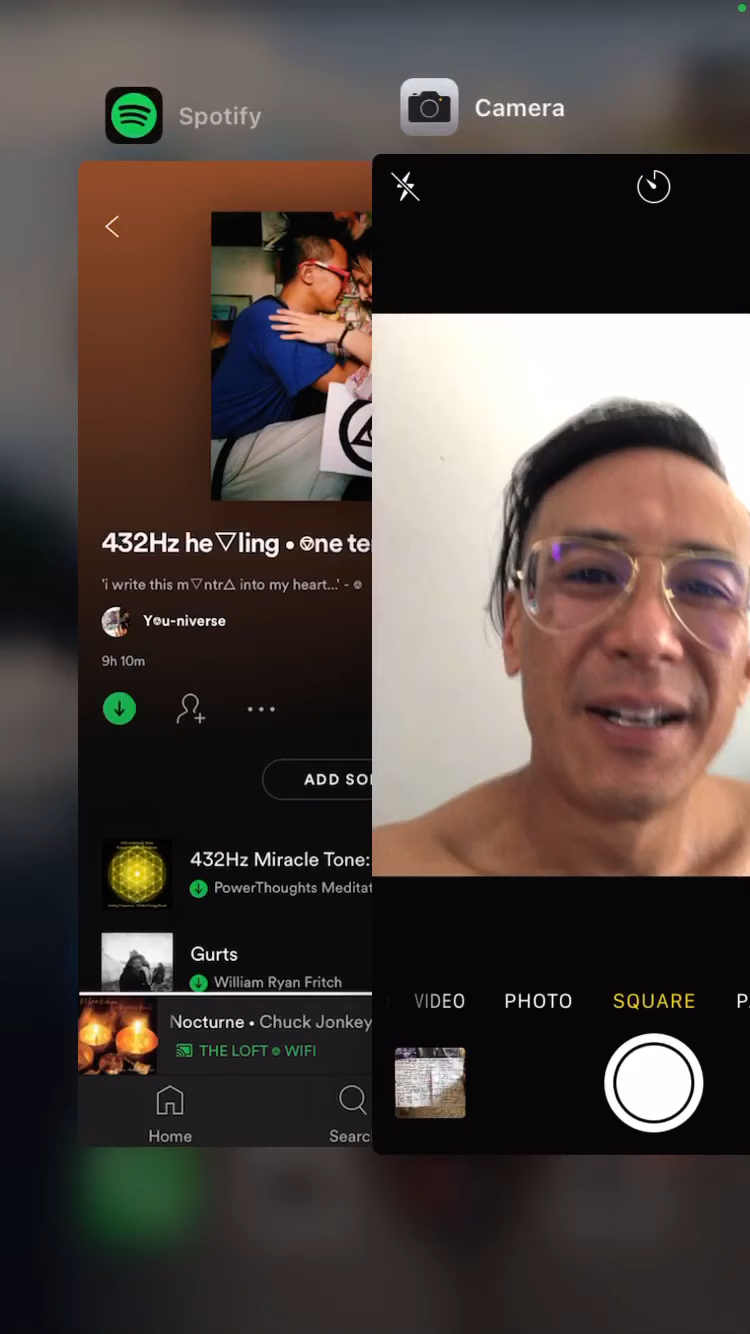 Spotify
Camera
432Hz he▽ling • ⌾ne te
'i write this m▽ntr△ into my heart...' - ⌾
Y⌾u-niverse
9h 10m
ADD SO
432Hz Miracle Tone:
PowerThoughts Meditat
Gurts
William Ryan Fritch
Nocturne • Chuck Jonkey
THE LOFT ⌾ WIFI
Home
Searc
VIDEO
PHOTO
SQUARE
P